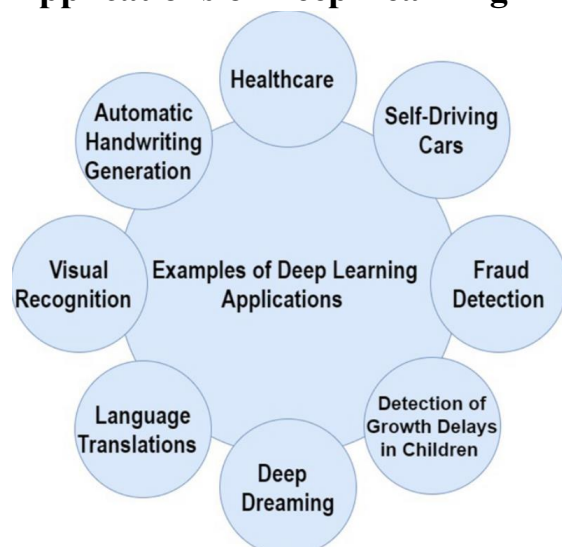 Healthcare
Self-Driving
Cars
Fraud
Detection
Detection of
Growth Delays
in Children
Deep
Dreaming
Language
Translations
Visual
Recognition
Automatic
Handwriting
Generation
Examples of Deep Learning
Applications